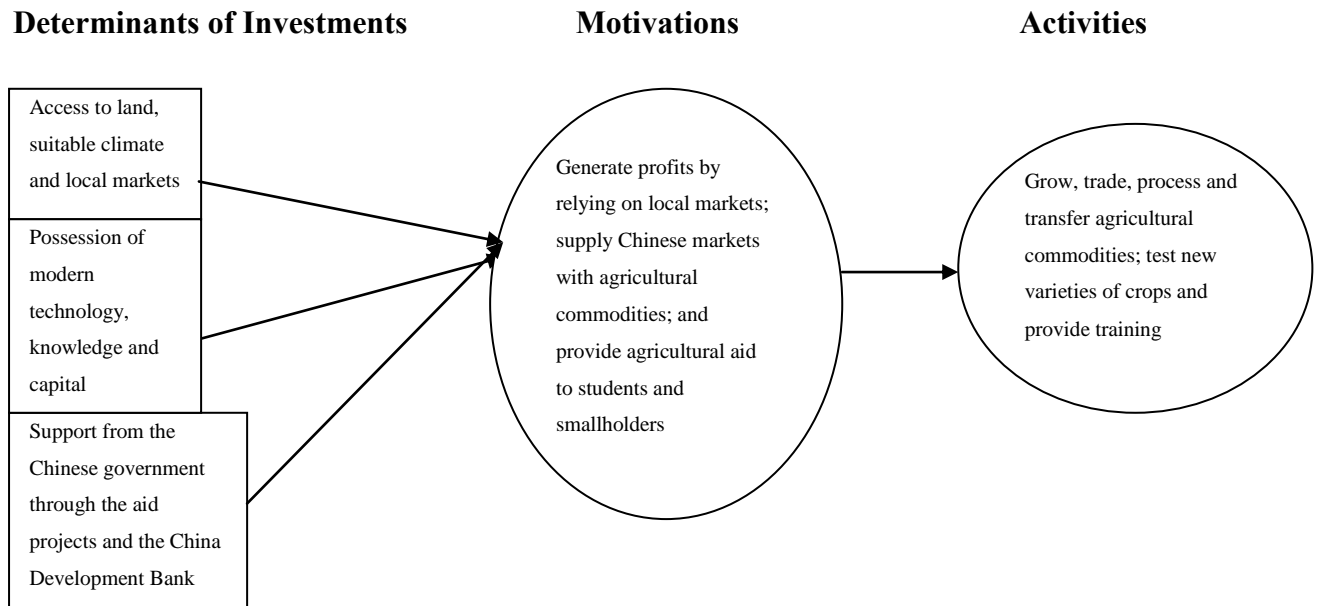 Determinants of Investments
Motivations
Activities
Access to land,
suitable climate
and local markets
Possession of
modern
technology,
knowledge and
capital
Support from the
Chinese government
through the aid
projects and the China
Development Bank
Generate profits by
relying on local markets;
supply Chinese markets
with agricultural
commodities; and
provide agricultural aid
to students and
smallholders
Grow, trade, process and
transfer agricultural
commodities; test new
varieties of crops and
provide training